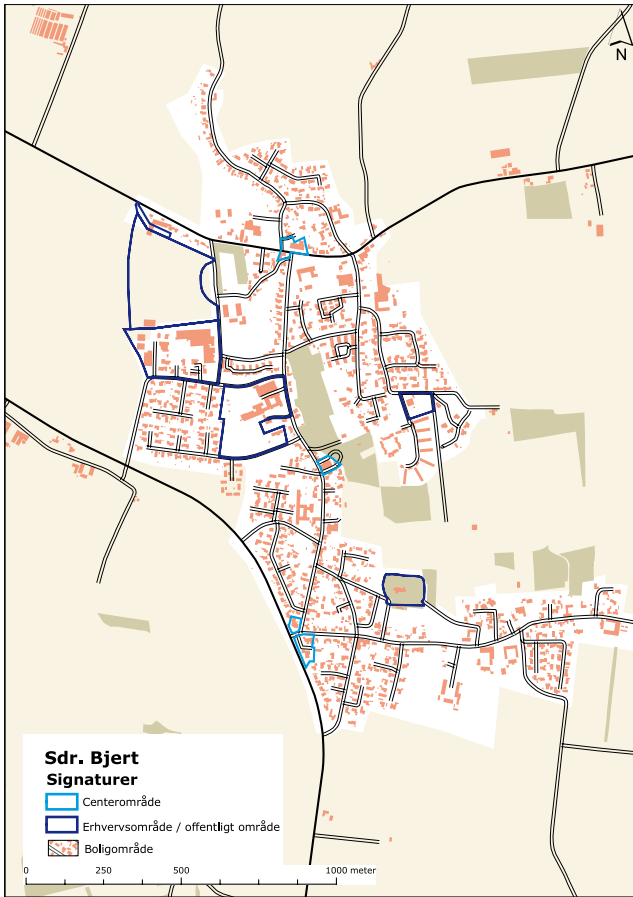 N
Sdr. Bjert
Signaturer
Centerområde
Erhvervsområde / offentligt område
Boligområde
0 250 500 1000 meter